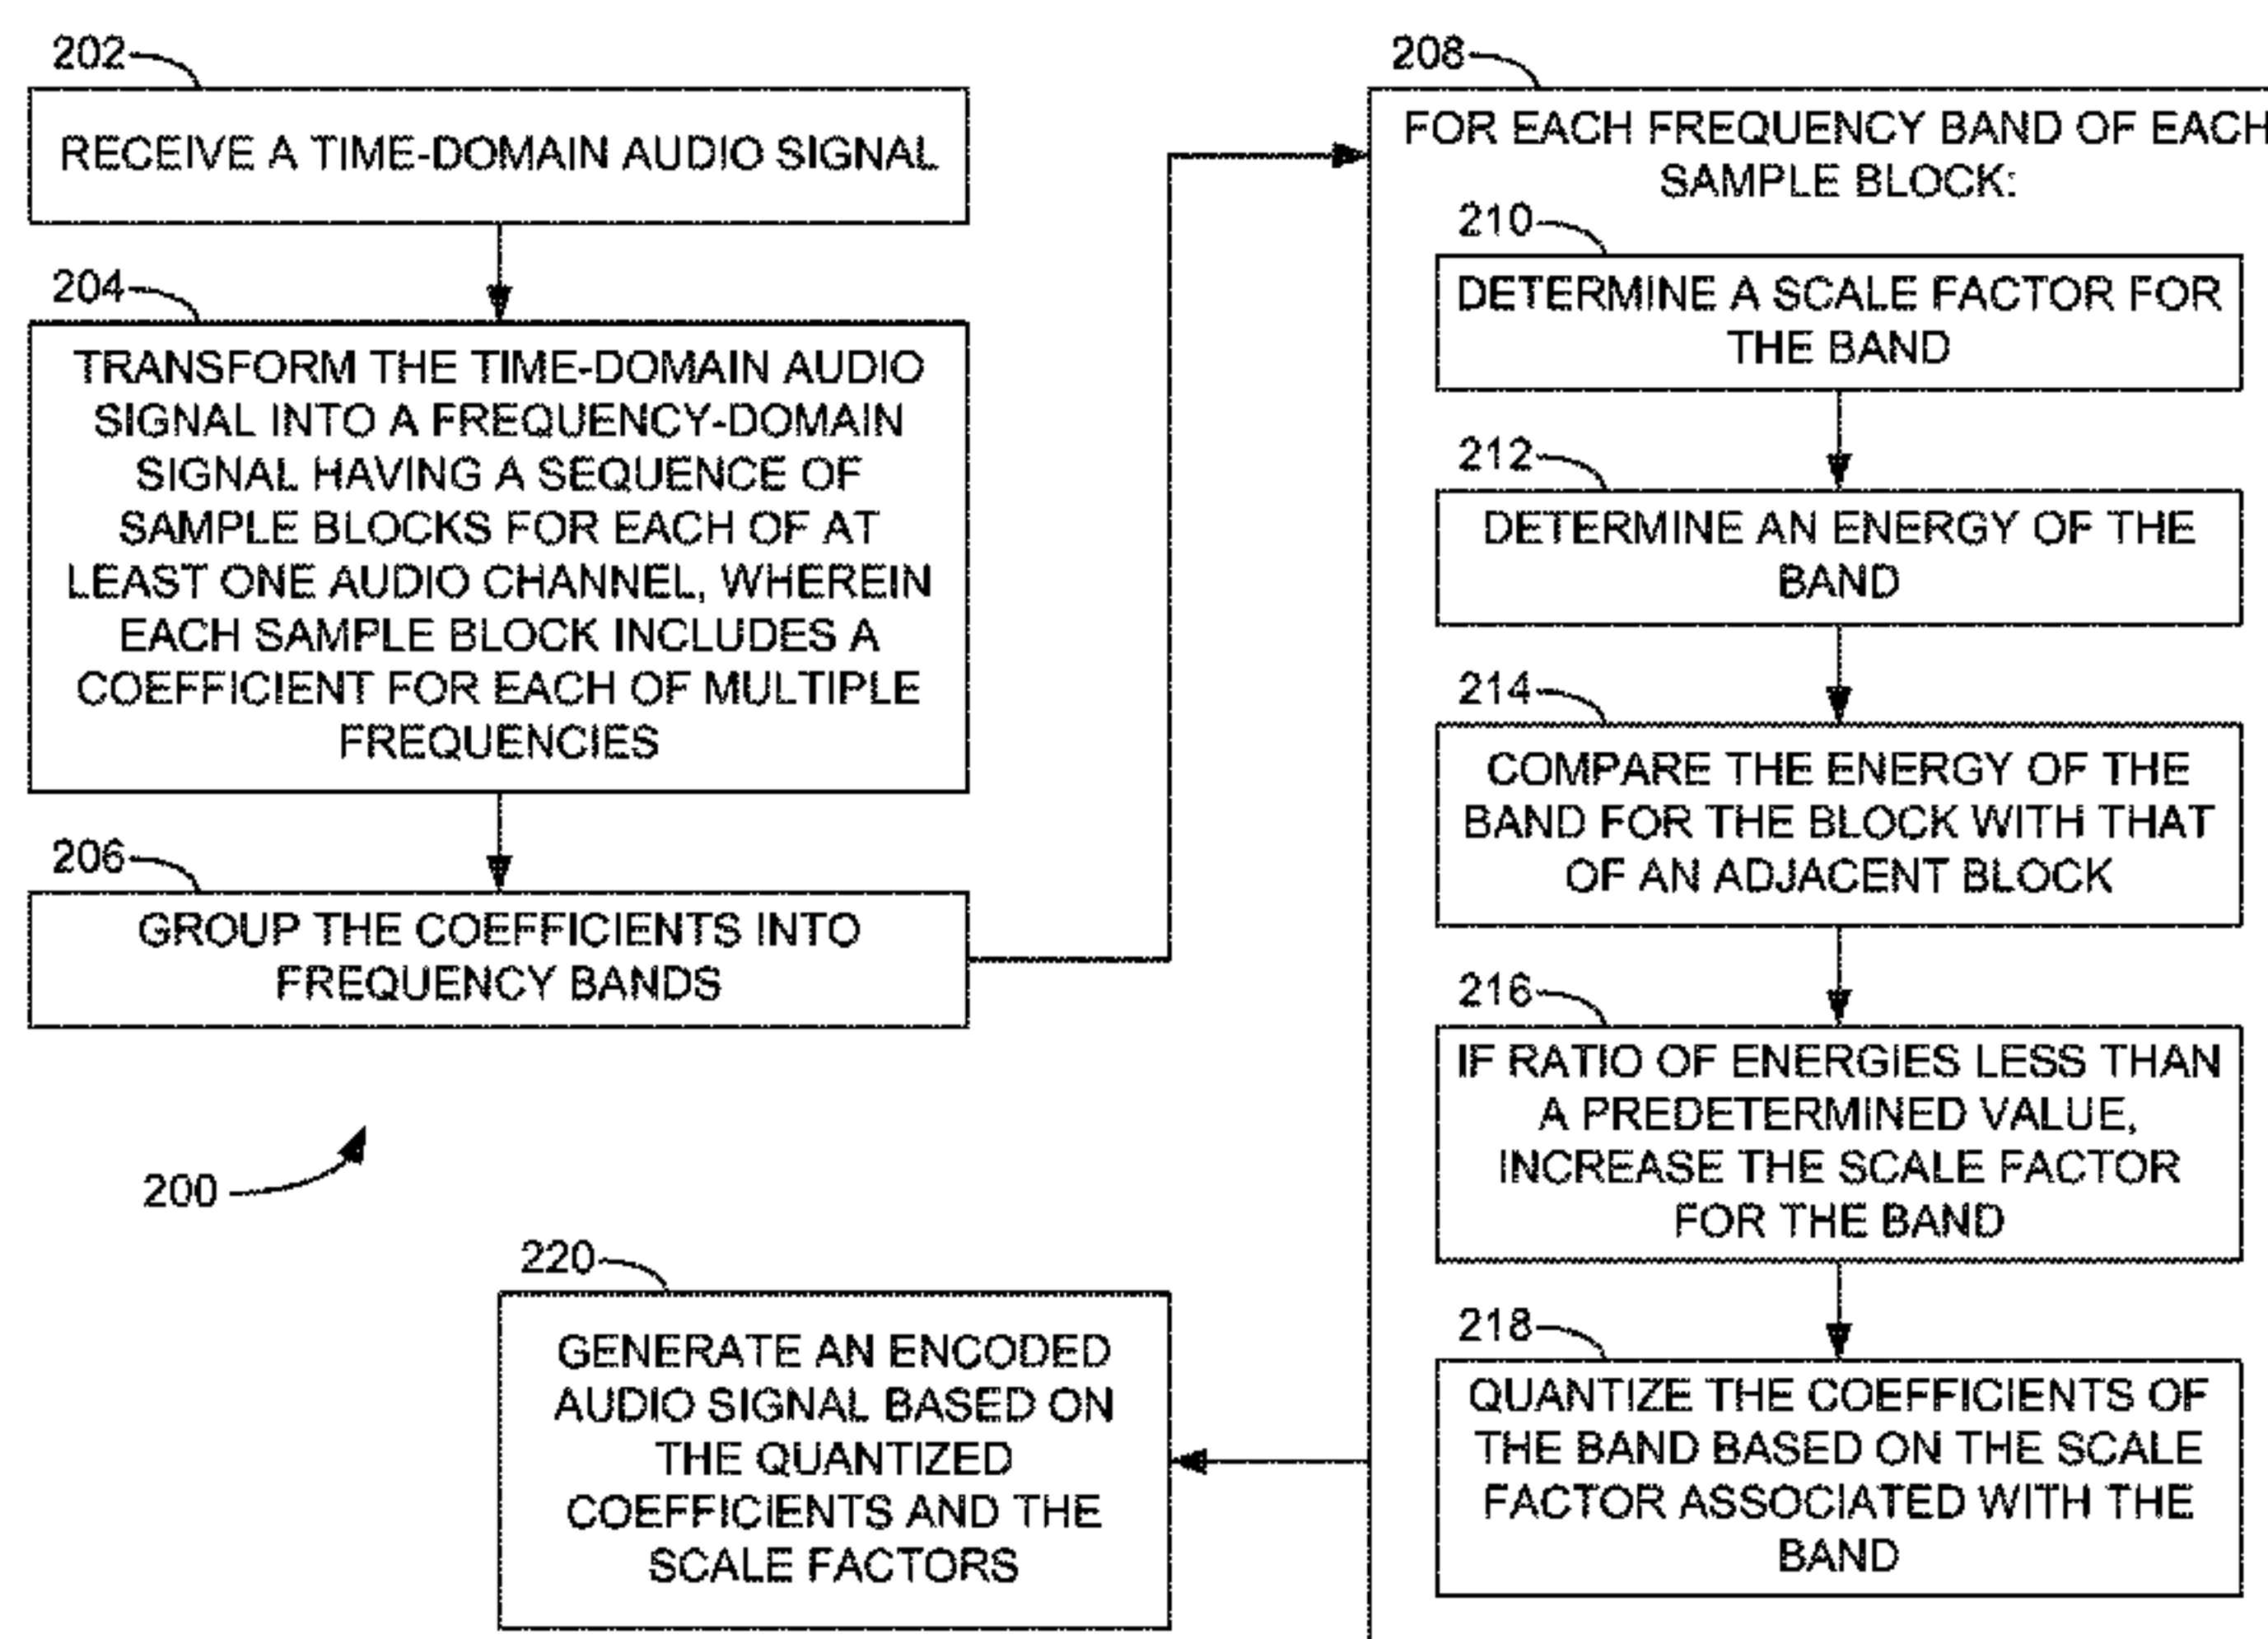 202
RECEIVE A TIME-DOMAIN AUDIO SIGNAL
204
TRANSFORM THE TIME-DOMAIN AUDIO
SIGNAL INTO A FREQUENCY-DOMAIN
SIGNAL HAVING A SEQUENCE OF
SAMPLE BLOCKS FOR EACH OF AT
LEAST ONE AUDIO CHANNEL, WHEREIN
EACH SAMPLE BLOCK INCLUDES A
COEFFICIENT FOR EACH OF MULTIPLE
FREQUENCIES
206
GROUP THE COEFFICIENTS INTO
FREQUENCY BANDS
200
208
FOR EACH FREQUENCY BAND OF EACH
SAMPLE BLOCK:
210
DETERMINE A SCALE FACTOR FOR
THE BAND
212
DETERMINE AN ENERGY OF THE
BAND
214
COMPARE THE ENERGY OF THE
BAND FOR THE BLOCK WITH THAT
OF AN ADJACENT BLOCK
216
IF RATIO OF ENERGIES LESS THAN
A PREDETERMINED VALUE,
INCREASE THE SCALE FACTOR
FOR THE BAND
218
QUANTIZE THE COEFFICIENTS OF
THE BAND BASED ON THE SCALE
FACTOR ASSOCIATED WITH THE
BAND
220
GENERATE AN ENCODED
AUDIO SIGNAL BASED ON
THE QUANTIZED
COEFFICIENTS AND THE
SCALE FACTORS